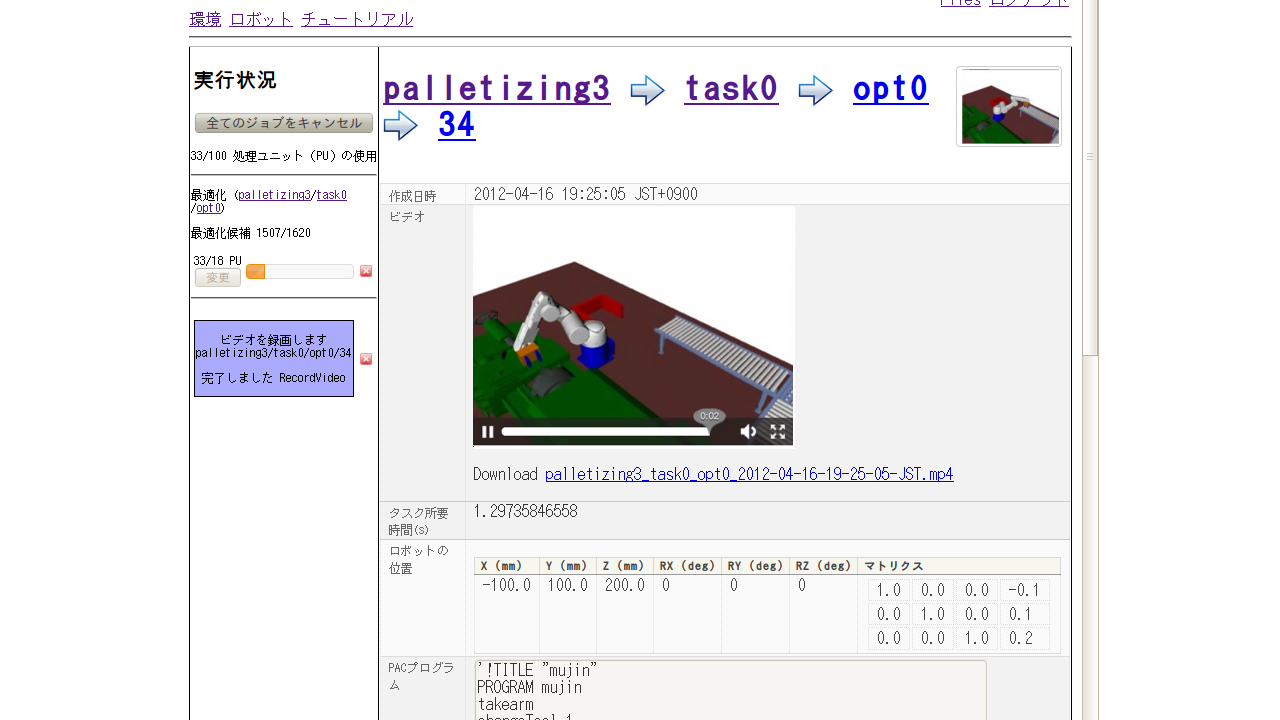 Files ログアウト
環境 ロボット チュートリアル
実行状況
全てのジョブをキャンセル
33/100 処理ユニット (PU) の使用
最適化 (palletizing3/task0
/opt0)
最適化候補 1507/1620
33/18 PU
変更
ビデオを録画します
palletizing3/task0/opt0/34
完了しました RecordVideo
palletizing3 task0 opt0
34
作成日時 2012-04-16 19:25:05 JST+0900
ビデオ
0:02
Download palletizing3_task0_opt0_2012-04-16-19-25-05-JST.mp4
タスク所要
時間(s)
1.29735846558
ロボットの
位置
X (mm) Y (mm) Z (mm) RX (deg) RY (deg) RZ (deg) マトリクス
-100.0 100.0 200.0 0 0 0
1.0 0.0 0.0 -0.1
0.0 1.0 0.0 0.1
0.0 0.0 1.0 0.2
PACプログラ
ム
'!TITLE "mujin"
PROGRAM mujin
takearm
changeTool 1